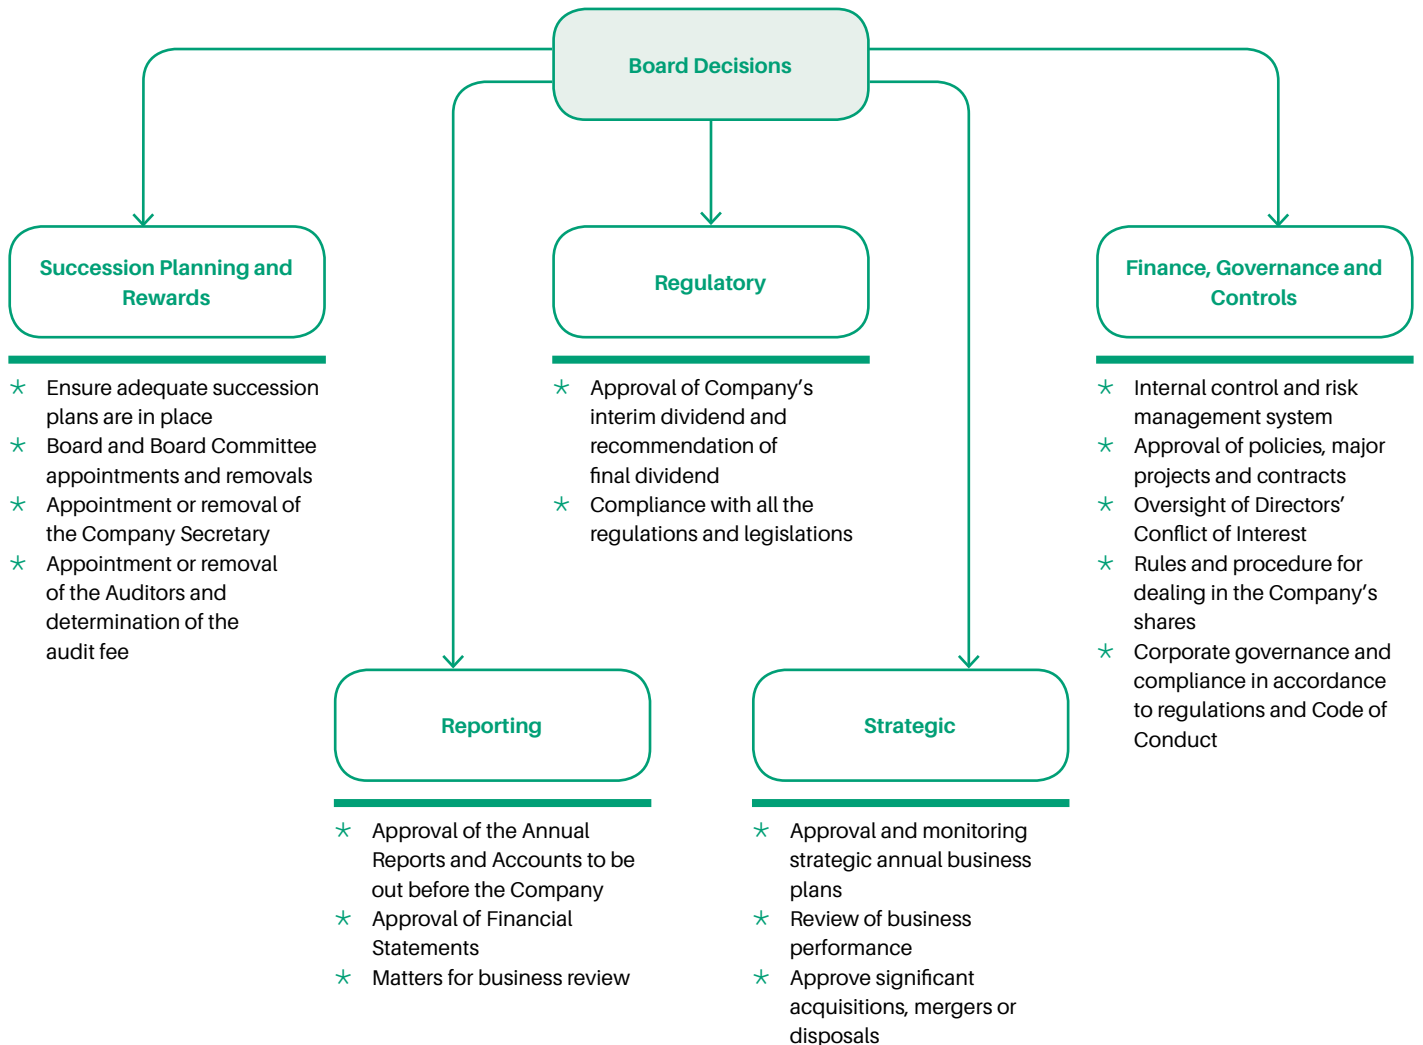 Board Decisions
Succession Planning and
Rewards
Ensure adequate succession
plans are in place
Board and Board Committee
appointments and removals
Appointment or removal of
the Company Secretary
Appointment or removal
of the Auditors and
determination of the
audit fee
Regulatory
Approval of Company’s
interim dividend and
recommendation of
final dividend
Compliance with all the
regulations and legislations
Finance, Governance and
Controls
Internal control and risk
management system
Approval of policies, major
projects and contracts
Oversight of Directors’
Conflict of Interest
Rules and procedure for
dealing in the Company’s
shares
Corporate governance and
compliance in accordance
to regulations and Code of
Conduct
Reporting
Approval of the Annual
Reports and Accounts to be
out before the Company
Approval of Financial
Statements
Matters for business review
Strategic
Approval and monitoring
strategic annual business
plans
Review of business
performance
Approve significant
acquisitions, mergers or
disposals